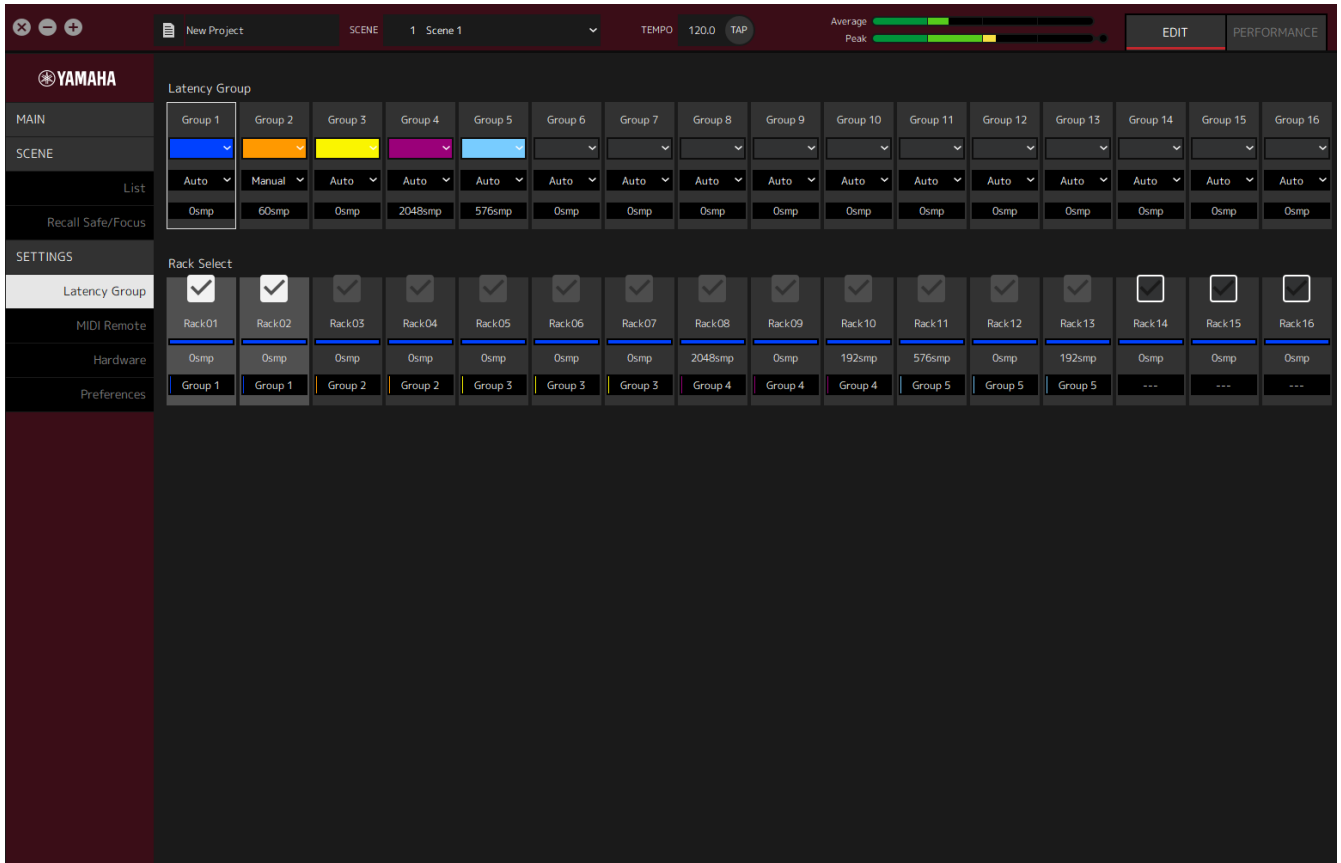 New Project SCENE 1 Scene 1 TEMPO 120.0 TAP Average Peak EDIT PERFORMANCE
YAMAHA
MAIN
SCENE
List
Recall Safe/Focus
SETTINGS
Latency Group
MIDI Remote
Hardware
Preferences
Latency Group
Group 1 Group 2 Group 3 Group 4 Group 5 Group 6 Group 7 Group 8 Group 9 Group 10 Group 11 Group 12 Group 13 Group 14 Group 15 Group 16
Auto Manual Auto Auto Auto Auto Auto Auto Auto Auto Auto Auto Auto Auto Auto Auto
0smp 60smp 0smp 2048smp 576smp 0smp 0smp 0smp 0smp 0smp 0smp 0smp 0smp 0smp 0smp 0smp
Rack Select
Rack01 Rack02 Rack03 Rack04 Rack05 Rack06 Rack07 Rack08 Rack09 Rack10 Rack11 Rack12 Rack13 Rack14 Rack15 Rack16
0smp 0smp 0smp 0smp 0smp 0smp 0smp 2048smp 0smp 192smp 576smp 0smp 192smp 0smp 0smp 0smp
Group 1 Group 1 Group 2 Group 2 Group 3 Group 3 Group 3 Group 4 Group 4 Group 4 Group 5 Group 5 Group 5 --- --- ---